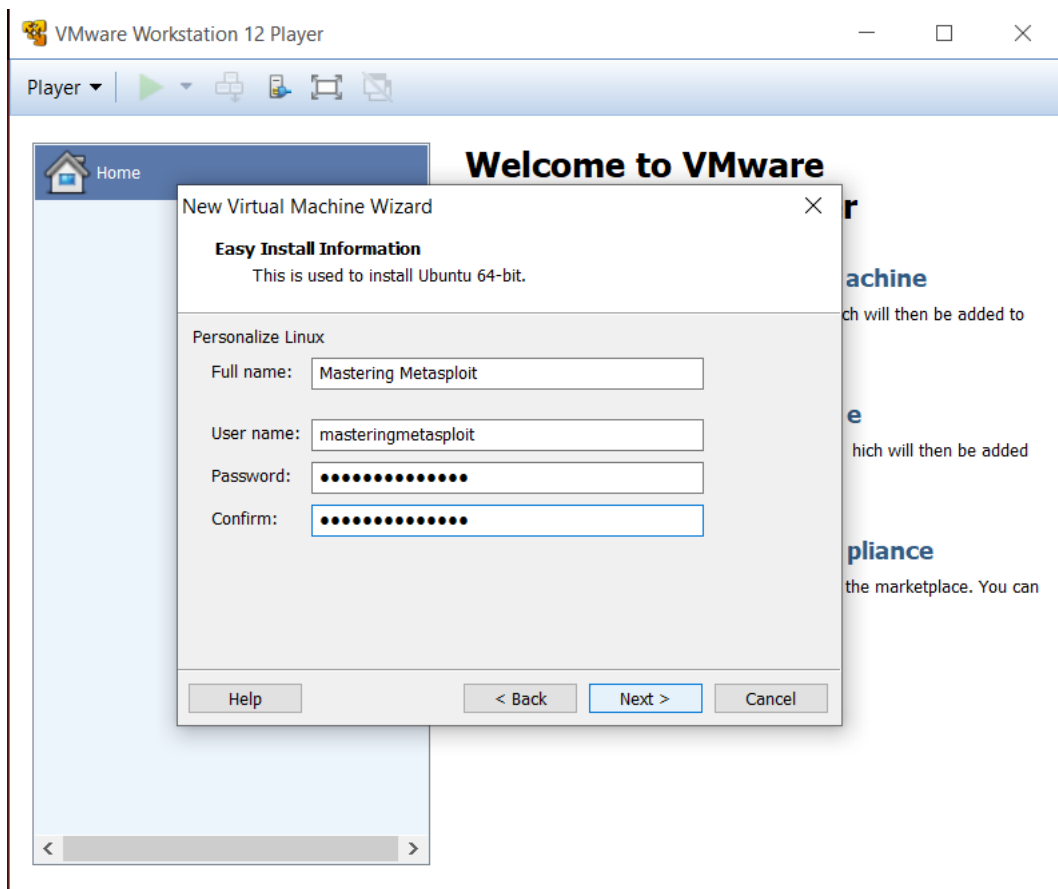 VMware Workstation 12 Player
Player
Home
Welcome to VMware
r
New Virtual Machine Wizard
Easy Install Information
This is used to install Ubuntu 64-bit.
achine
ch will then be added to
Personalize Linux
Full name: Mastering Metasploit
e
User name: masteringmetasploit
hich will then be added
Password: ●●●●●●●●●●●●●●
Confirm: ●●●●●●●●●●●●●●
pliance
the marketplace. You can
Help < Back Next > Cancel